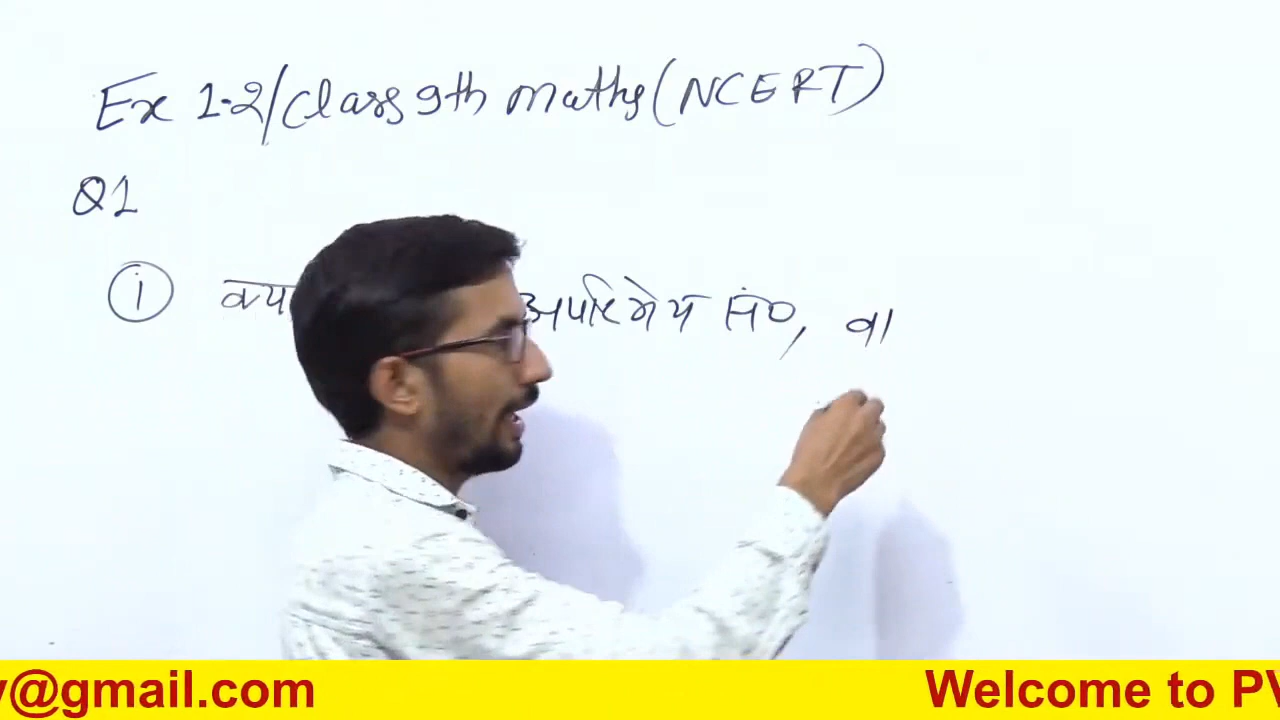 Ex 1.2/Class 9th maths (NCERT)
Q1
i क्या अपरिमेय सं०, वा
y@gmail.com Welcome to PV